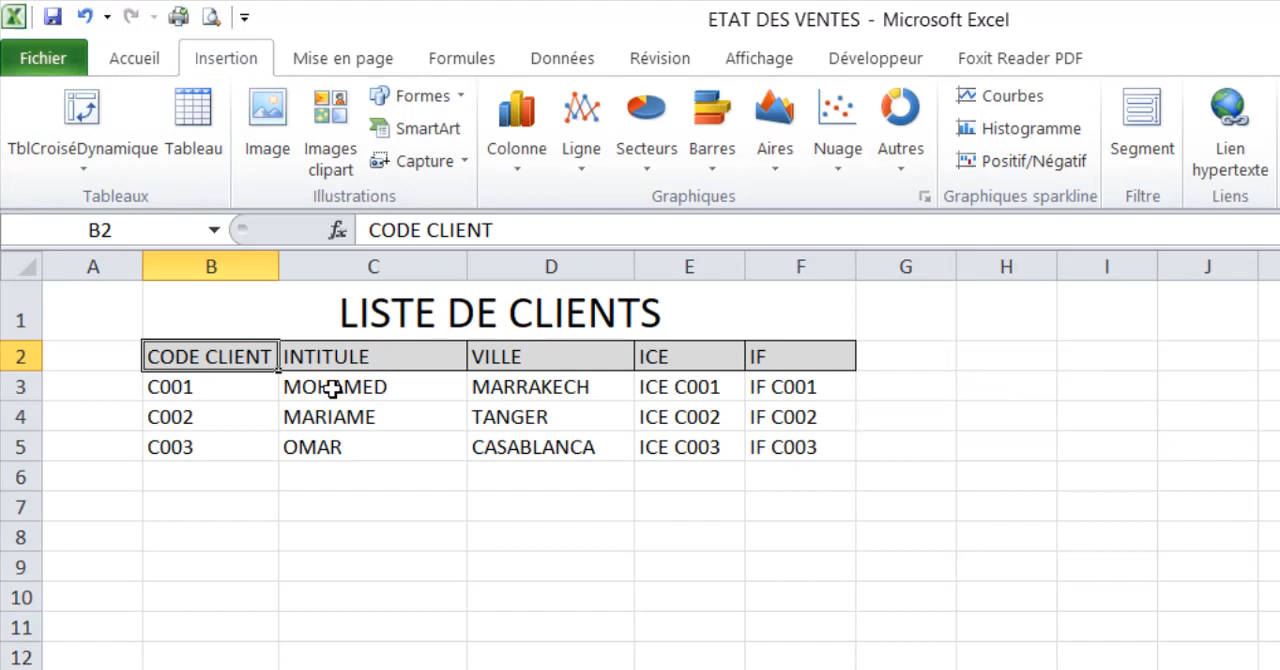 ETAT DES VENTES - Microsoft Excel
Fichier Accueil Insertion Mise en page Formules Données Révision Affichage Développeur Foxit Reader PDF
TblCroiséDynamique Tableau
Tableaux
Image Images clipart Formes SmartArt Capture
Illustrations
Colonne Ligne Secteurs Barres Aires Nuage Autres
Graphiques
Courbes
Histogramme
Positif/Négatif
Graphiques sparkline
Segment
Filtre
Lien hypertexte
Liens
B2 fx CODE CLIENT
A B C D E F G H I J
1 LISTE DE CLIENTS
2 CODE CLIENT INTITULE VILLE ICE IF
3 C001 MOHAMED MARRAKECH ICE C001 IF C001
4 C002 MARIAME TANGER ICE C002 IF C002
5 C003 OMAR CASABLANCA ICE C003 IF C003
6
7
8
9
10
11
12